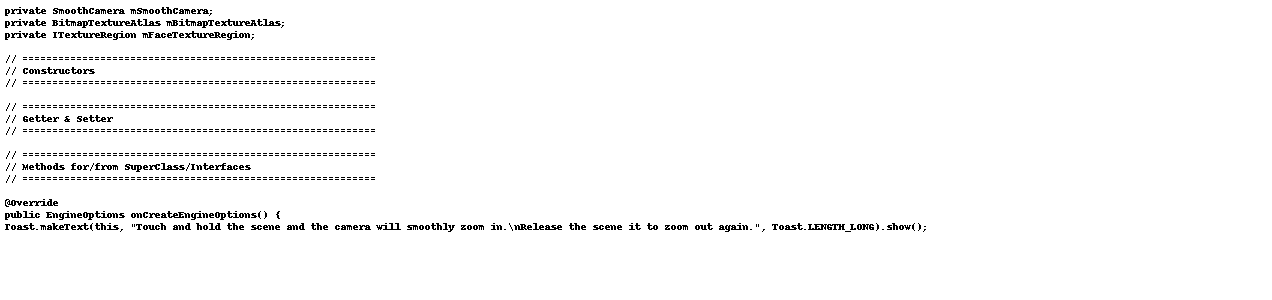 private SmoothCamera mSmoothCamera;
private BitmapTextureAtlas mBitmapTextureAtlas;
private ITextureRegion mFaceTextureRegion;
// ===========================================================
// Constructors
// ===========================================================
// ===========================================================
// Getter & Setter
// ===========================================================
// ===========================================================
// Methods for/from SuperClass/Interfaces
// ===========================================================
@Override
public EngineOptions onCreateEngineOptions() {
Toast.makeText(this, "Touch and hold the scene and the camera will smoothly zoom in.\nRelease the scene it to zoom out again.", Toast.LENGTH_LONG).show();